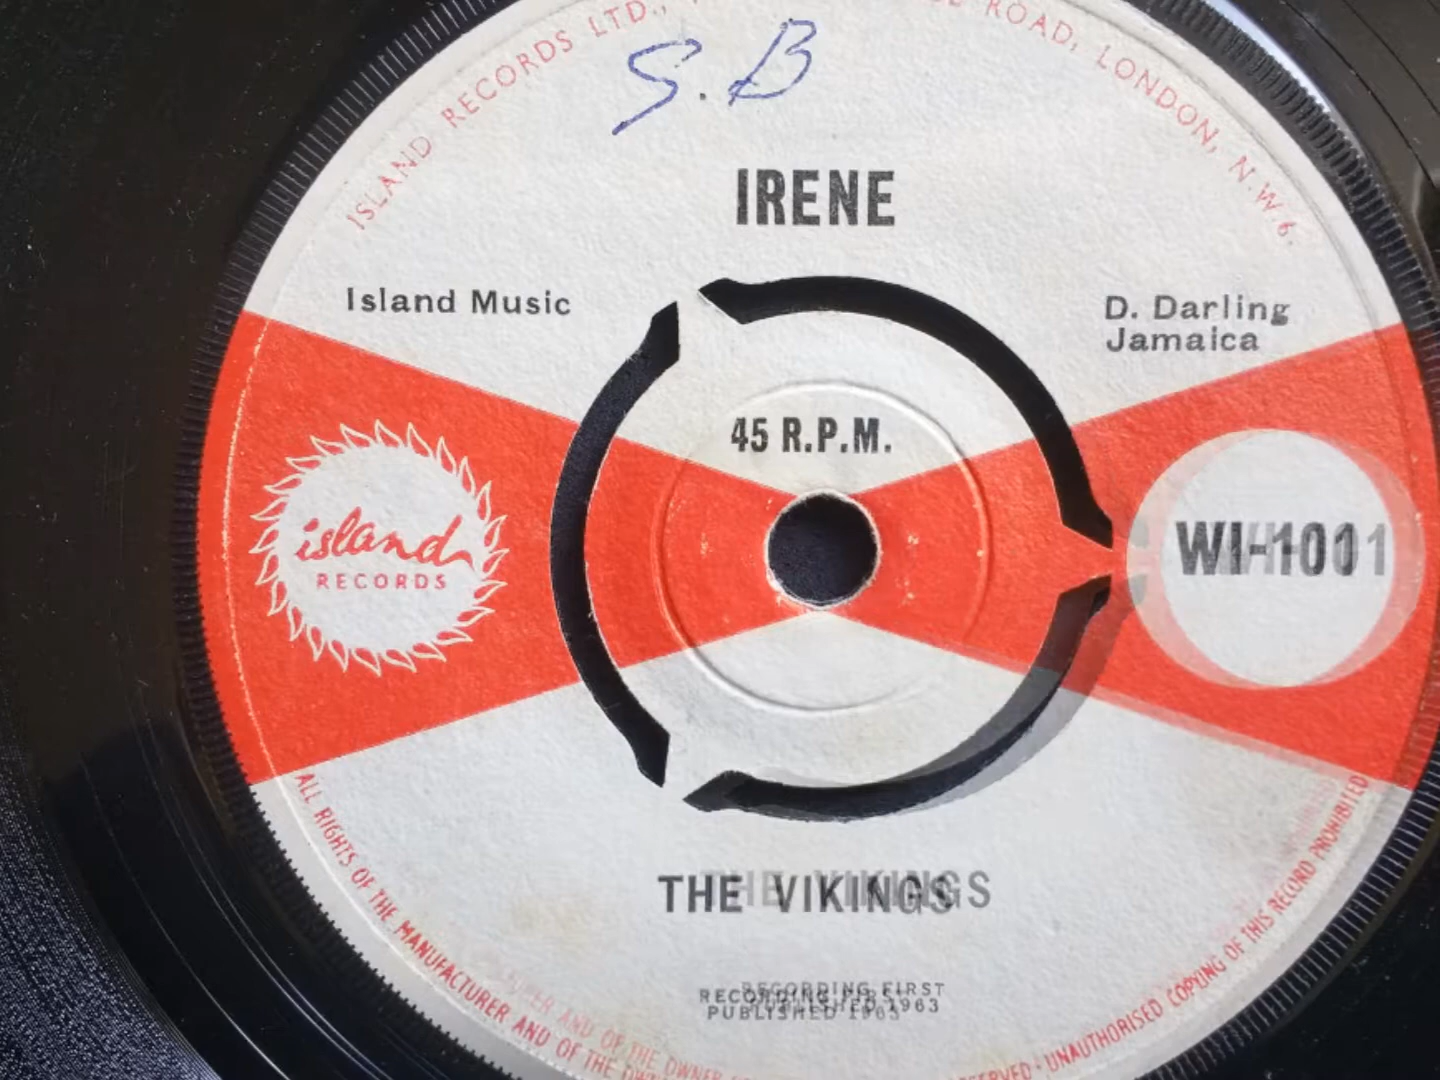 ISLAND RECORDS LTD., ROAD, LONDON, N.W.6.
S.B
IRENE
Island Music
D. Darling
Jamaica
45 R.P.M.
island
RECORDS
WI-1001
THE VIKINGS
RECORDING FIRST
PUBLISHED 1963
ALL RIGHTS OF THE MANUFACTURER AND OF THE OWNER
UNAUTHORISED COPYING OF THIS RECORD PROHIBITED